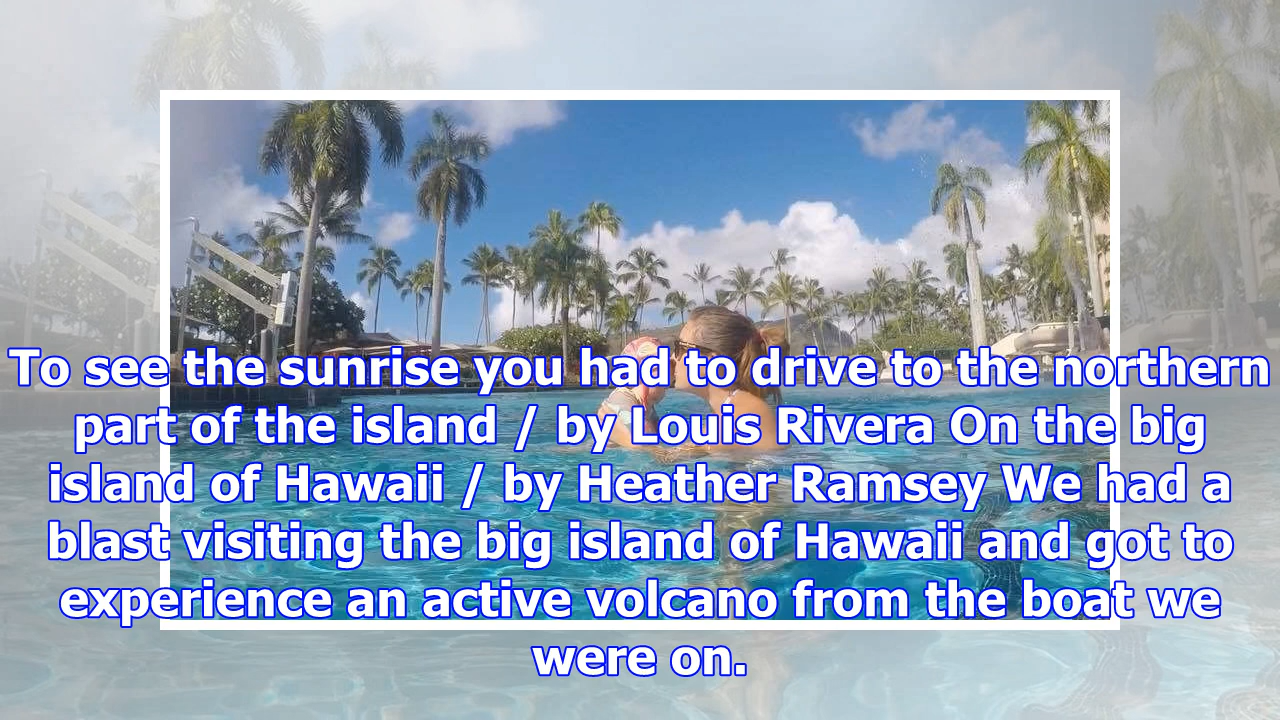 To see the sunrise you had to drive to the northern
part of the island / by Louis Rivera On the big
island of Hawaii / by Heather Ramsey We had a
blast visiting the big island of Hawaii and got to
experience an active volcano from the boat we
were on.